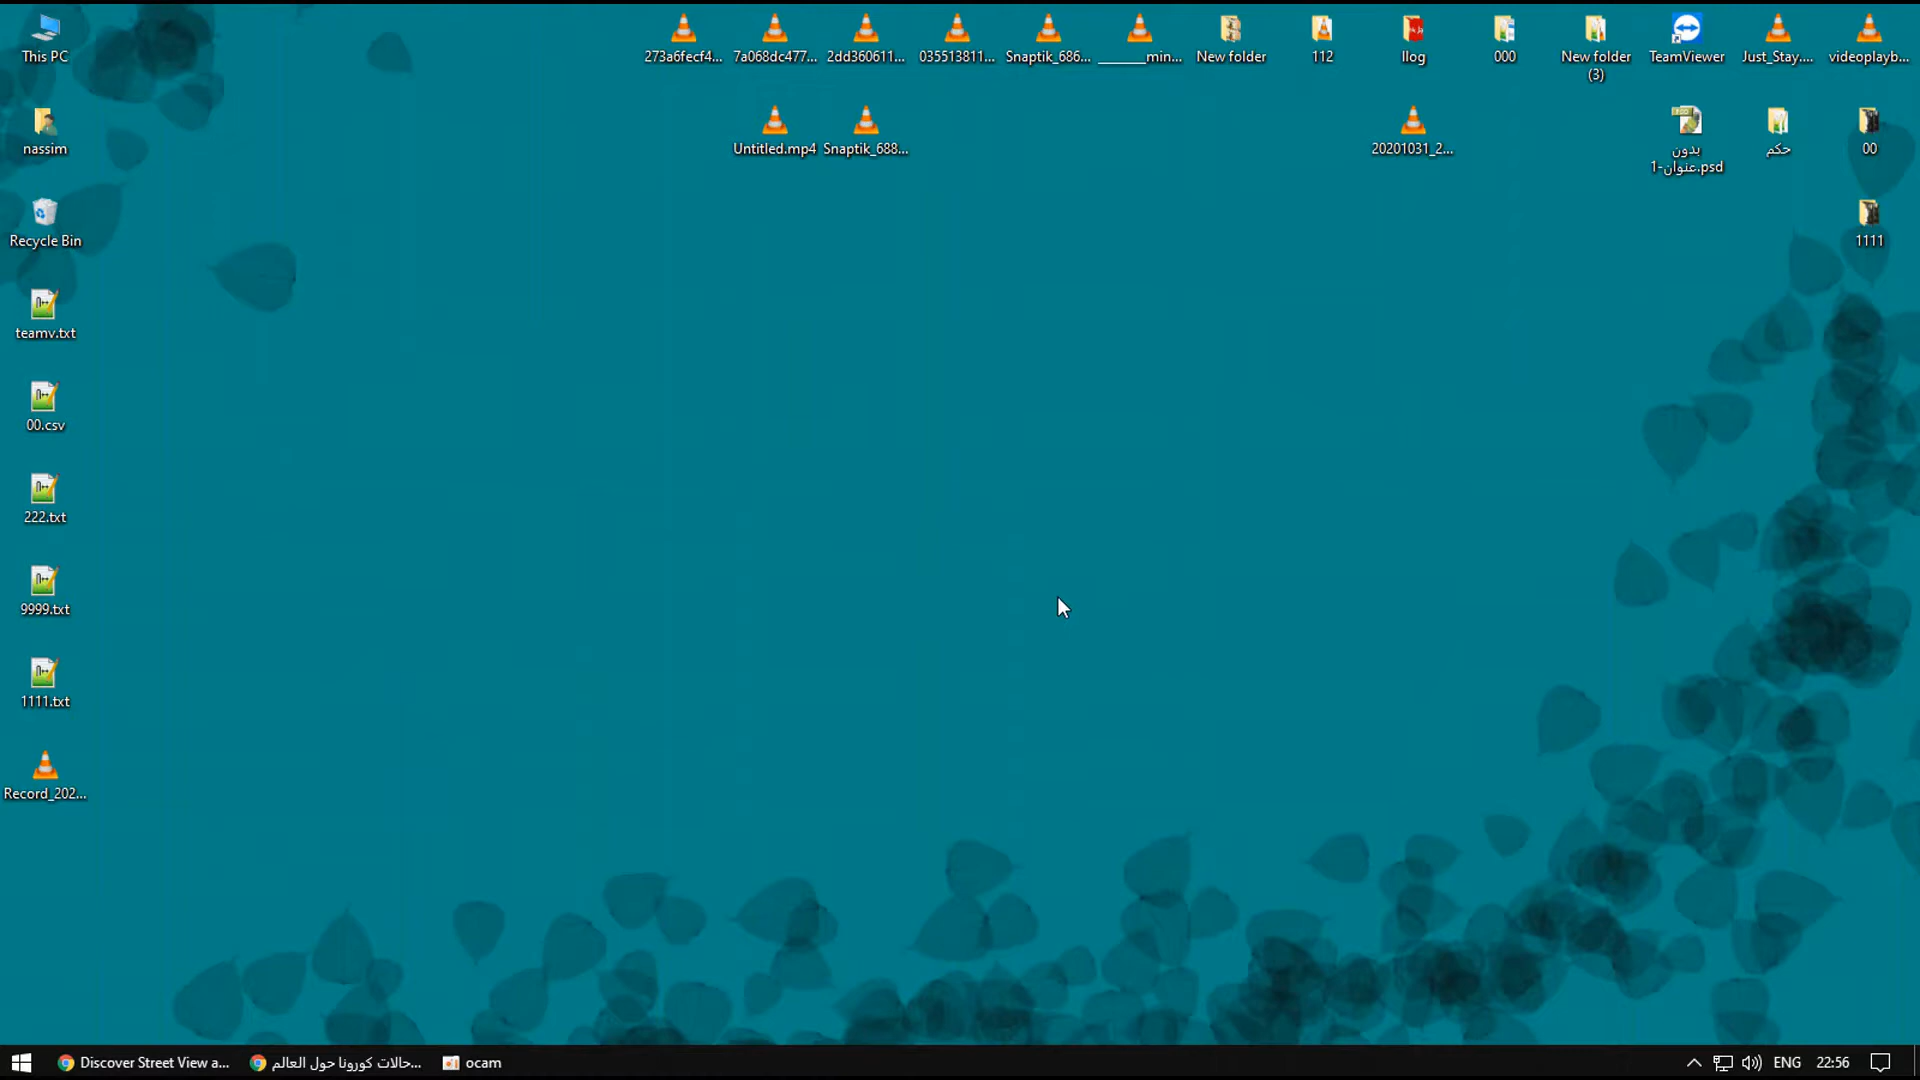 This PC
273a6fecf4...
7a068dc477...
2dd360611...
035513811...
Snaptik_686...
_______min...
New folder
112
llog
000
New folder
(3)
TeamViewer
Just_Stay....
videoplayb...
nassim
Untitled.mp4
Snaptik_688...
20201031_2...
بدون
عنوان-1.psd
حكم
00
Recycle Bin
1111
teamv.txt
00.csv
222.txt
9999.txt
1111.txt
Record_202...
Discover Street View a...
حالات كورونا حول العالم...
ocam
ENG
22:56